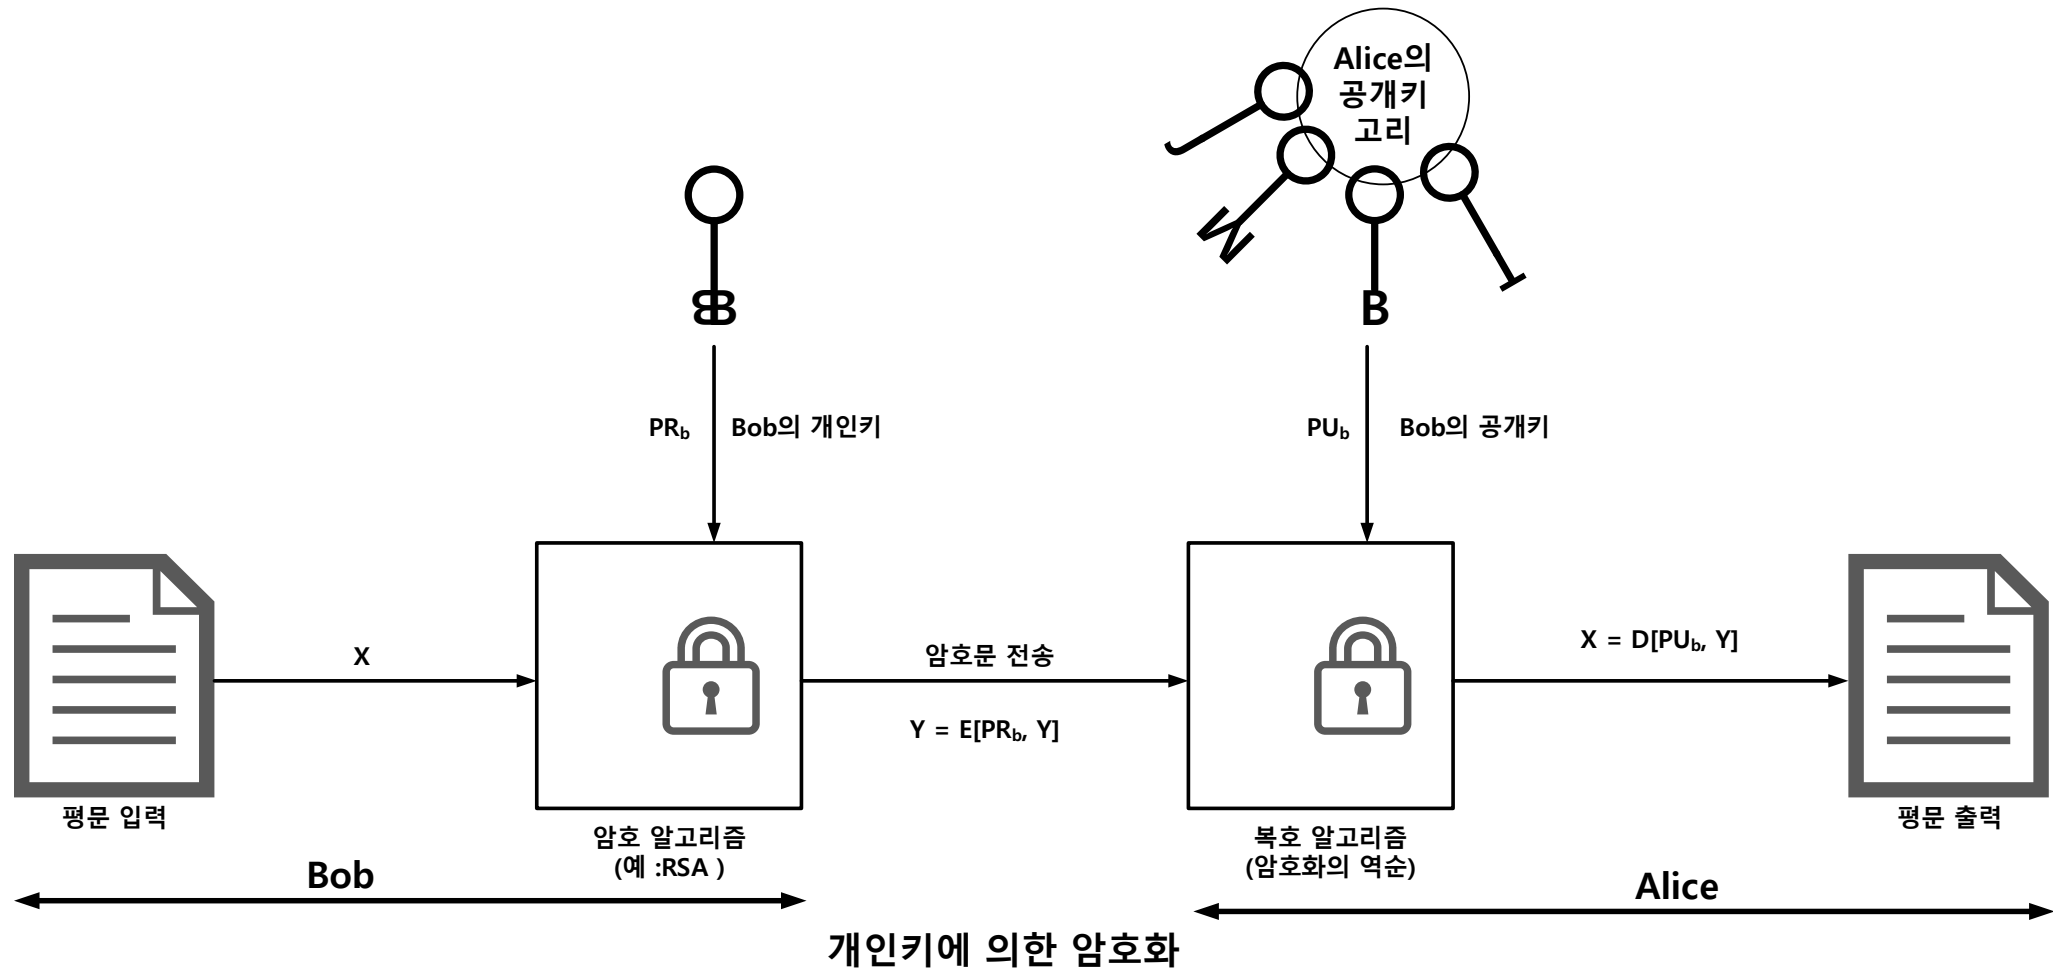 Alice의
공개키
고리
J
W
B
I
BB
PRb
Bob의 개인키
PUb
Bob의 공개키
X
암호문 전송
Y = E[PRb, Y]
X = D[PUb, Y]
평문 입력
암호 알고리즘
(예 :RSA )
복호 알고리즘
(암호화의 역순)
평문 출력
Bob
Alice
개인키에 의한 암호화